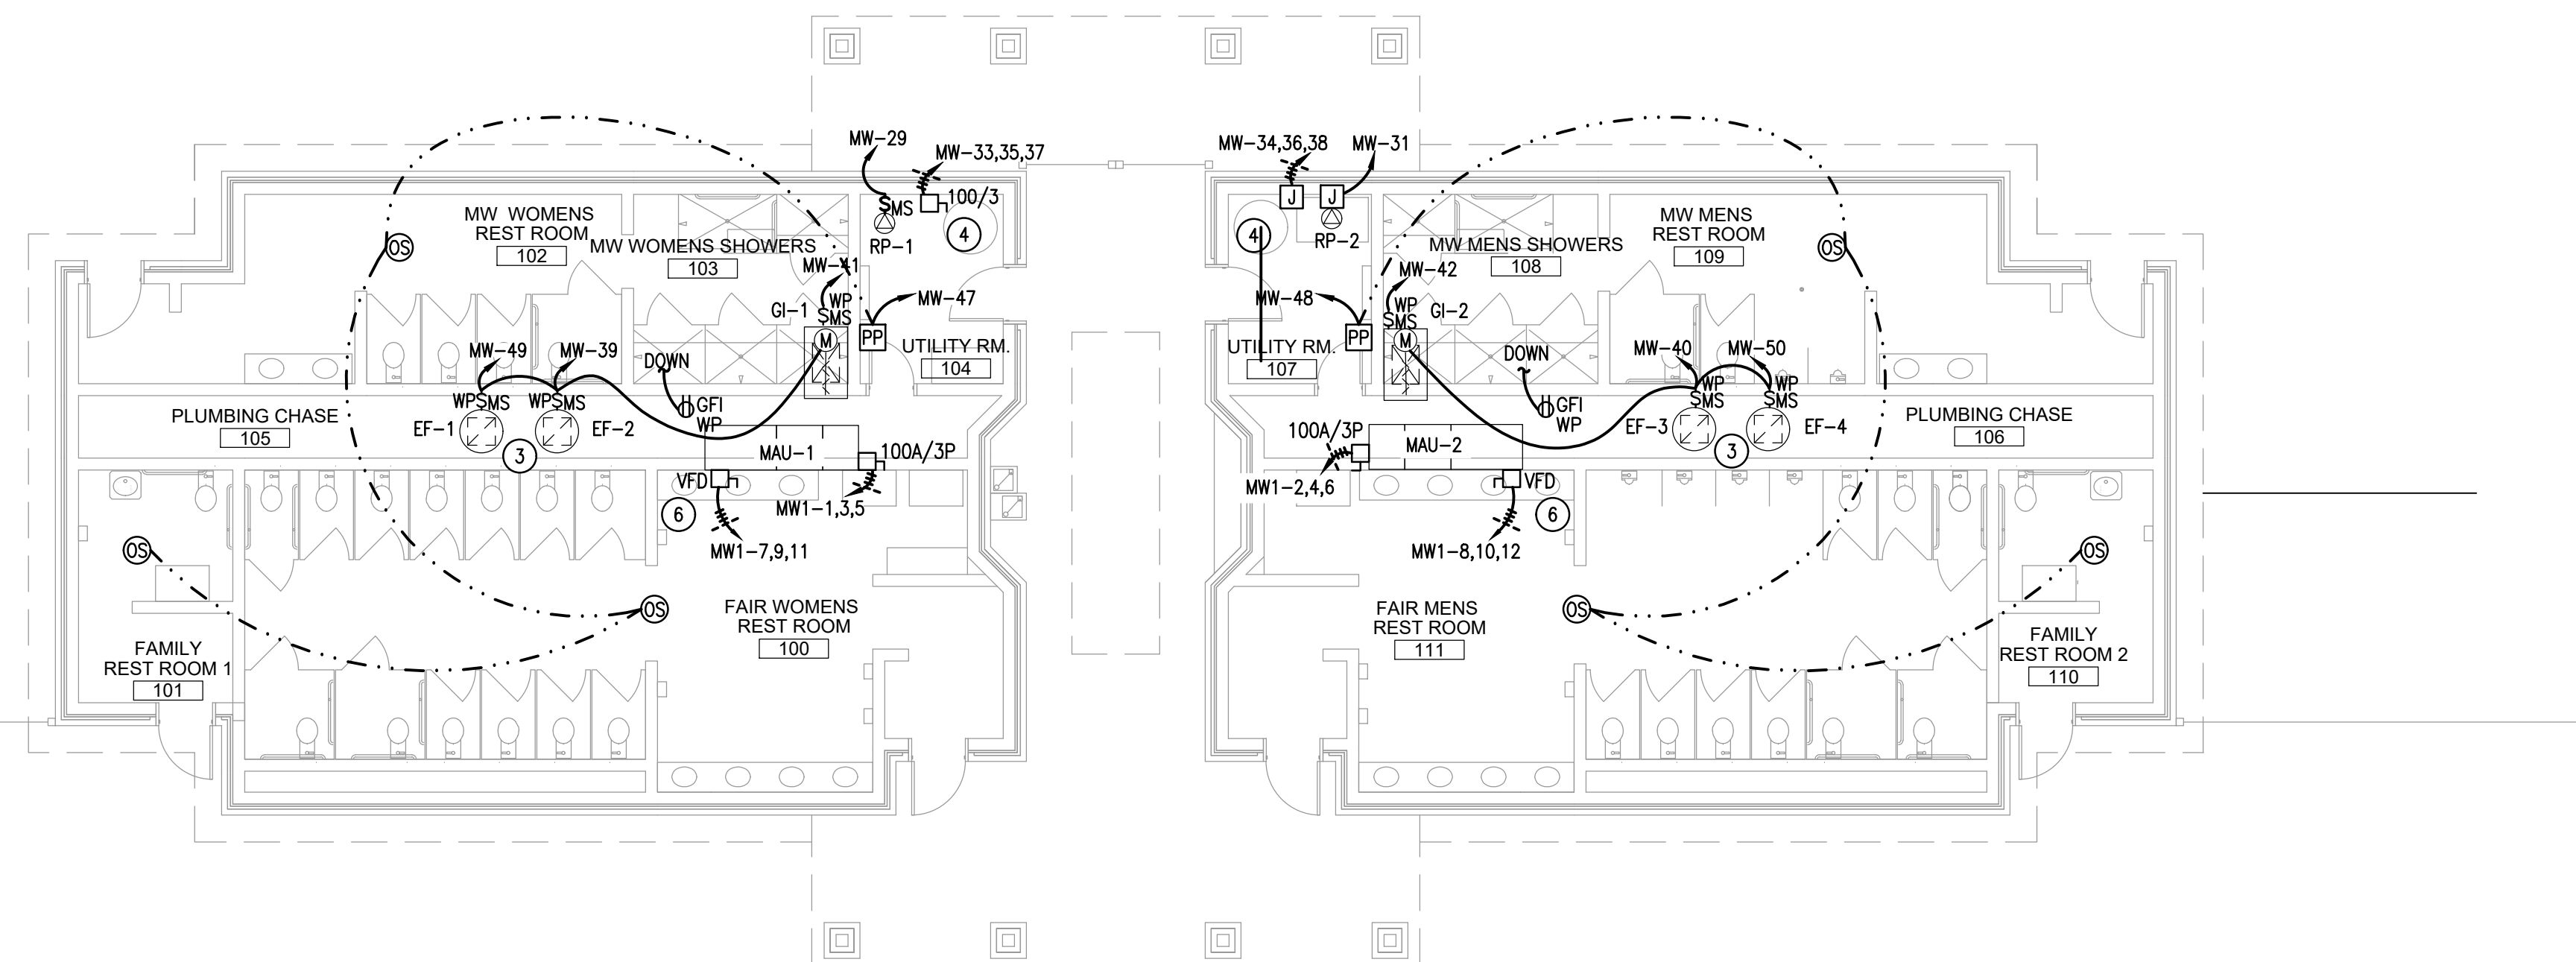 MW-29
MW-33,35,37
MW-34,36,38
MW-31
SMS
100/3
J
J
MW WOMENS
REST ROOM
102
MW WOMENS SHOWERS
103
RP-1
4
4
RP-2
MW MENS SHOWERS
108
MW MENS
REST ROOM
109
OS
OS
MW-41
MW-42
WP
SMS
GI-1
MW-47
MW-48
WP
SMS
GI-2
M
PP
UTILITY RM.
104
UTILITY RM.
107
PP
M
MW-49
MW-39
DOWN
DOWN
MW-40
MW-50
WPSMS
WPSMS
GFI
WP
GFI
WP
WP
SMS
WP
SMS
PLUMBING CHASE
105
EF-1
EF-2
3
MAU-1
100A/3P
100A/3P
MAU-2
EF-3
EF-4
3
PLUMBING CHASE
106
VFD
6
MW1-1,3,5
MW1-7,9,11
MW1-2,4,6
VFD
6
MW1-8,10,12
OS
OS
OS
OS
FAIR WOMENS
REST ROOM
100
FAIR MENS
REST ROOM
111
FAMILY
REST ROOM 1
101
FAMILY
REST ROOM 2
110